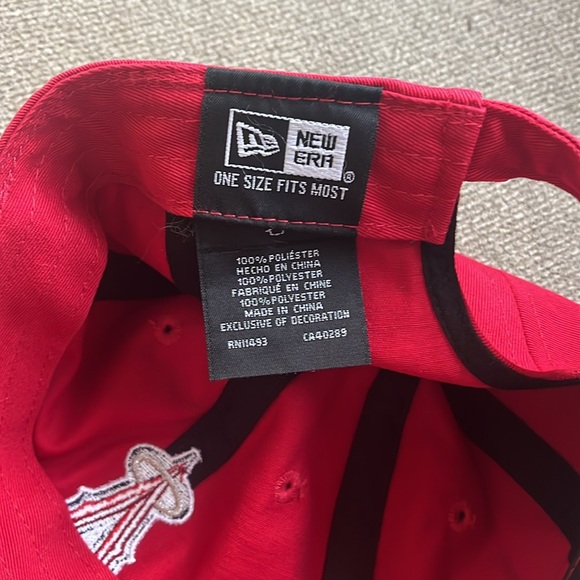 NEW
ERA
®
ONE SIZE FITS MOST
100% POLIÉSTER
HECHO EN CHINA
100% POLYESTER
FABRIQUÉ EN CHINE
100% POLYESTER
MADE IN CHINA
EXCLUSIVE OF DECORATION
RN11493 CA40289